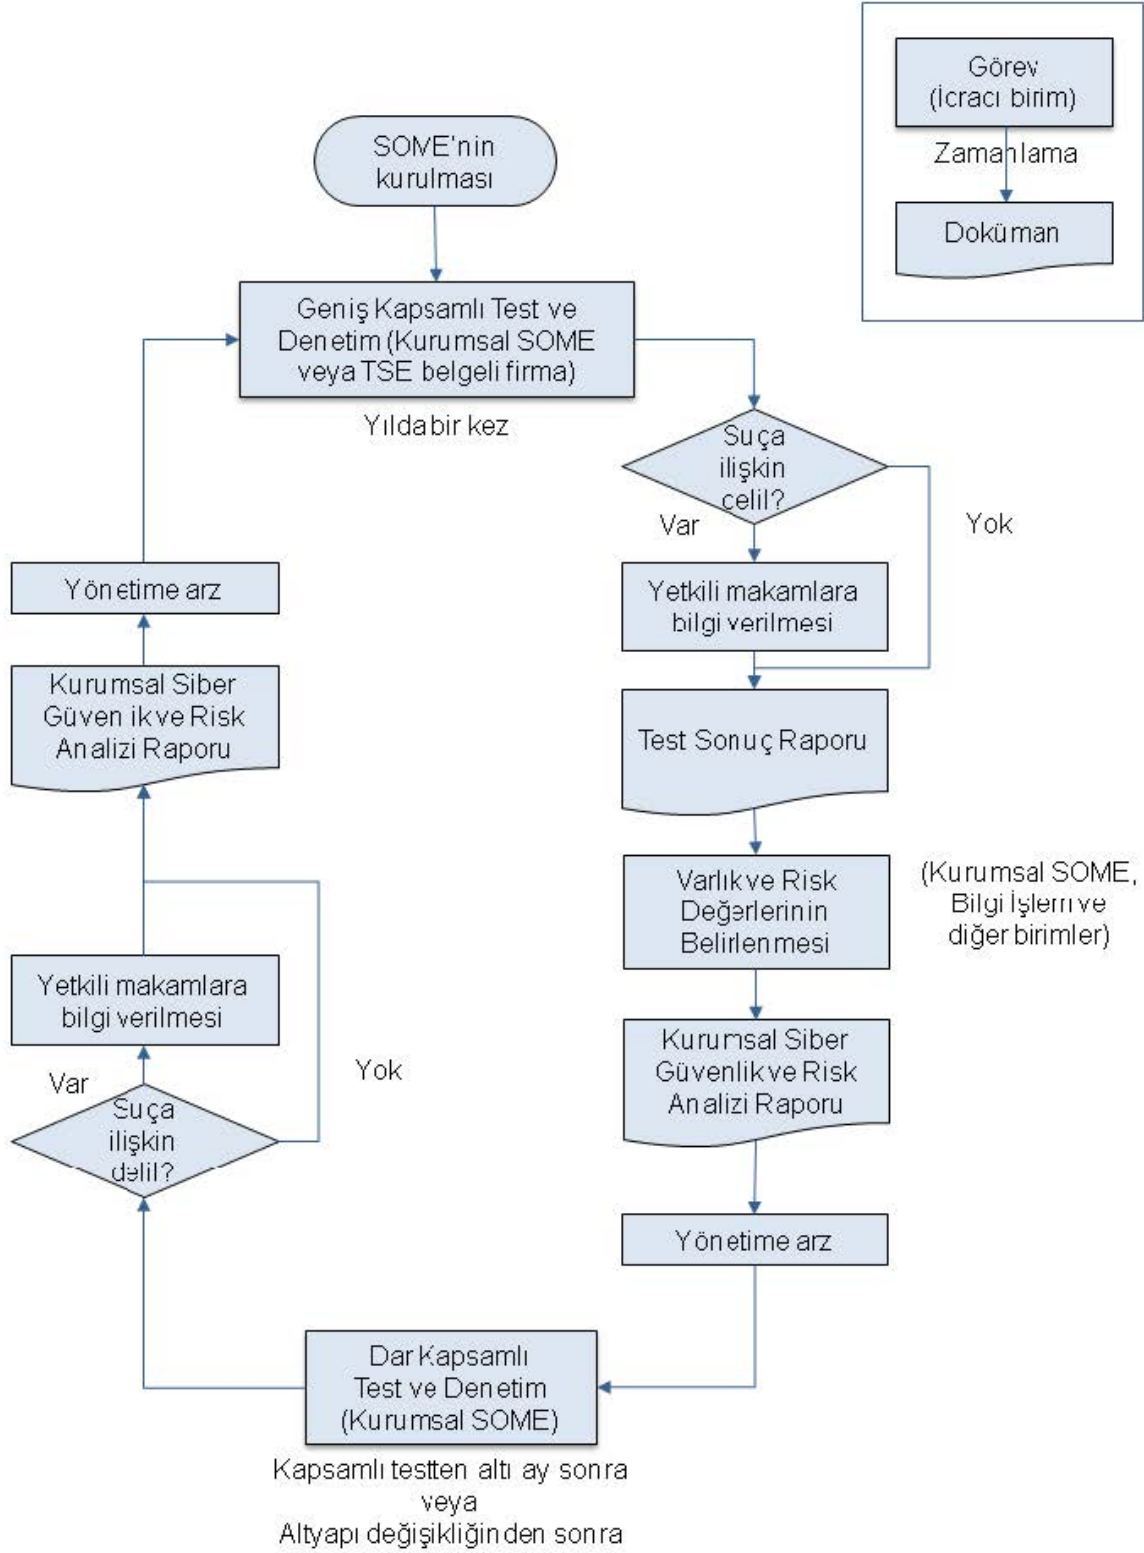 Görev
(İcracı birim)
Zamanlama
Doküman
SOME'nin
kurulması
Geniş Kapsamlı Test ve
Denetim (Kurumsal SOME
veya TSE belgeli firma)
Yılda bir kez
Suça
ilişkin
celil?
Var
Yok
Yetkili makamlara
bilgi verilmesi
Test Sonuç Raporu
Varlık ve Risk
Değerlerinin
Belirlenmesi
(Kurumsal SOME,
Bilgi İşlem ve
diğer birimler)
Kurumsal Siber
Güvenlik ve Risk
Analizi Raporu
Yönetime arz
Dar Kapsamlı
Test ve Denetim
(Kurumsal SOME)
Kapsamlı testten altı ay sonra
veya
Altyapı değişikliğinden sonra
Suça
ilişkin
delil?
Var
Yok
Yetkili makamlara
bilgi verilmesi
Kurumsal Siber
Güven ik ve Risk
Analizi Raporu
Yönetime arz